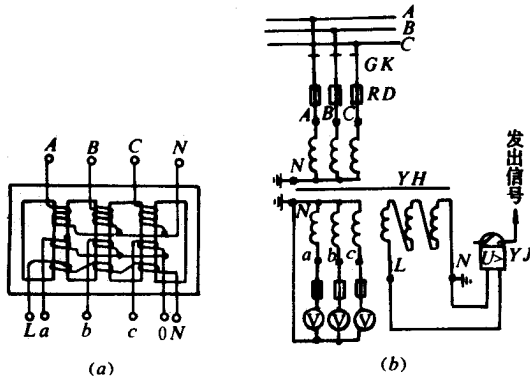 A B C N
L a b c 0 N
(a)
A
B
C
GK
RD
A B C
N
YH
N
a b c
L
N
V V V
U>
YJ
发出信号
(b)